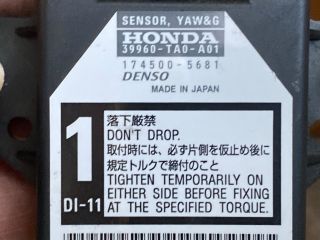 SENSOR, YAW&G
HONDA
39960-TA0-A01
174500-5681
DENSO
MADE IN JAPAN
1
DI-11
落下厳禁
DON'T DROP.
取付時には、必ず片側を仮止め後に
規定トルクで締付のこと
TIGHTEN TEMPORARILY ON
EITHER SIDE BEFORE FIXING
AT THE SPECIFIED TORQUE.